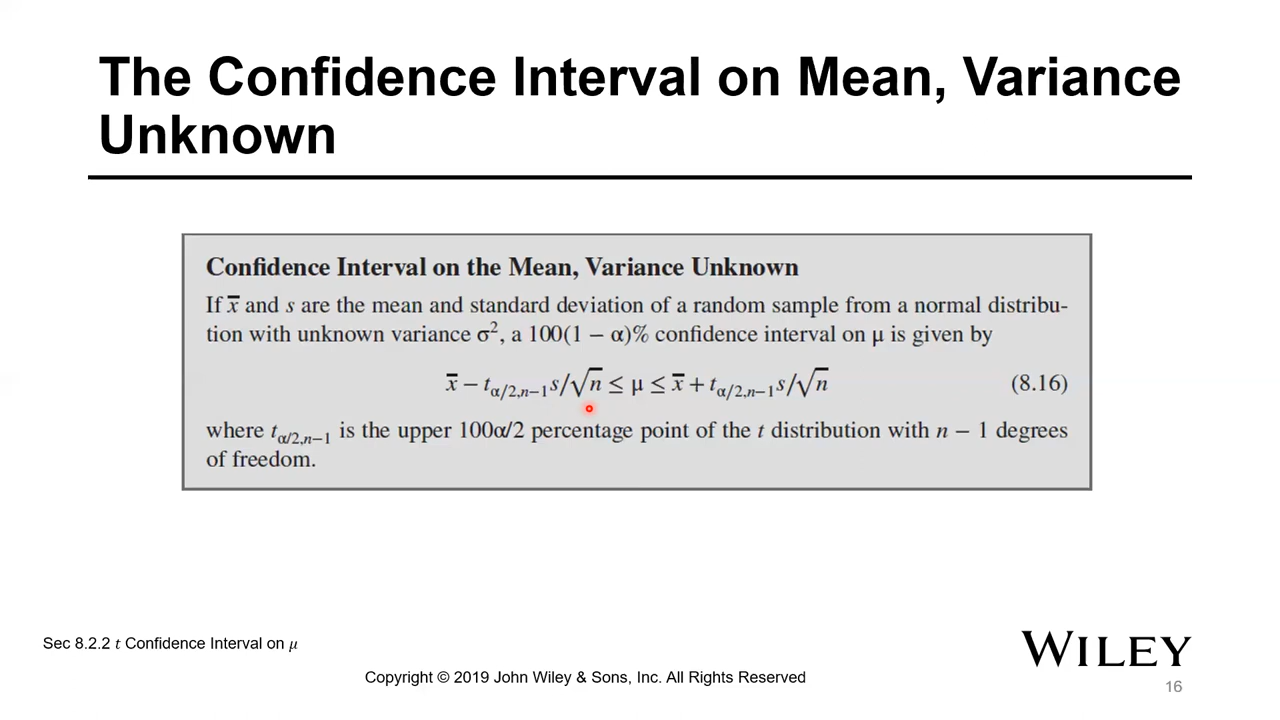 The Confidence Interval on Mean, Variance
Unknown
Confidence Interval on the Mean, Variance Unknown
If x̅ and s are the mean and standard deviation of a random sample from a normal distribu-
tion with unknown variance σ², a 100(1 − α)% confidence interval on μ is given by
x̅ − t_{α/2,n−1}s/√n ≤ μ ≤ x̅ + t_{α/2,n−1}s/√n (8.16)
where t_{α/2,n−1} is the upper 100α/2 percentage point of the t distribution with n − 1 degrees
of freedom.
Sec 8.2.2 t Confidence Interval on μ
WILEY
Copyright © 2019 John Wiley & Sons, Inc. All Rights Reserved
16